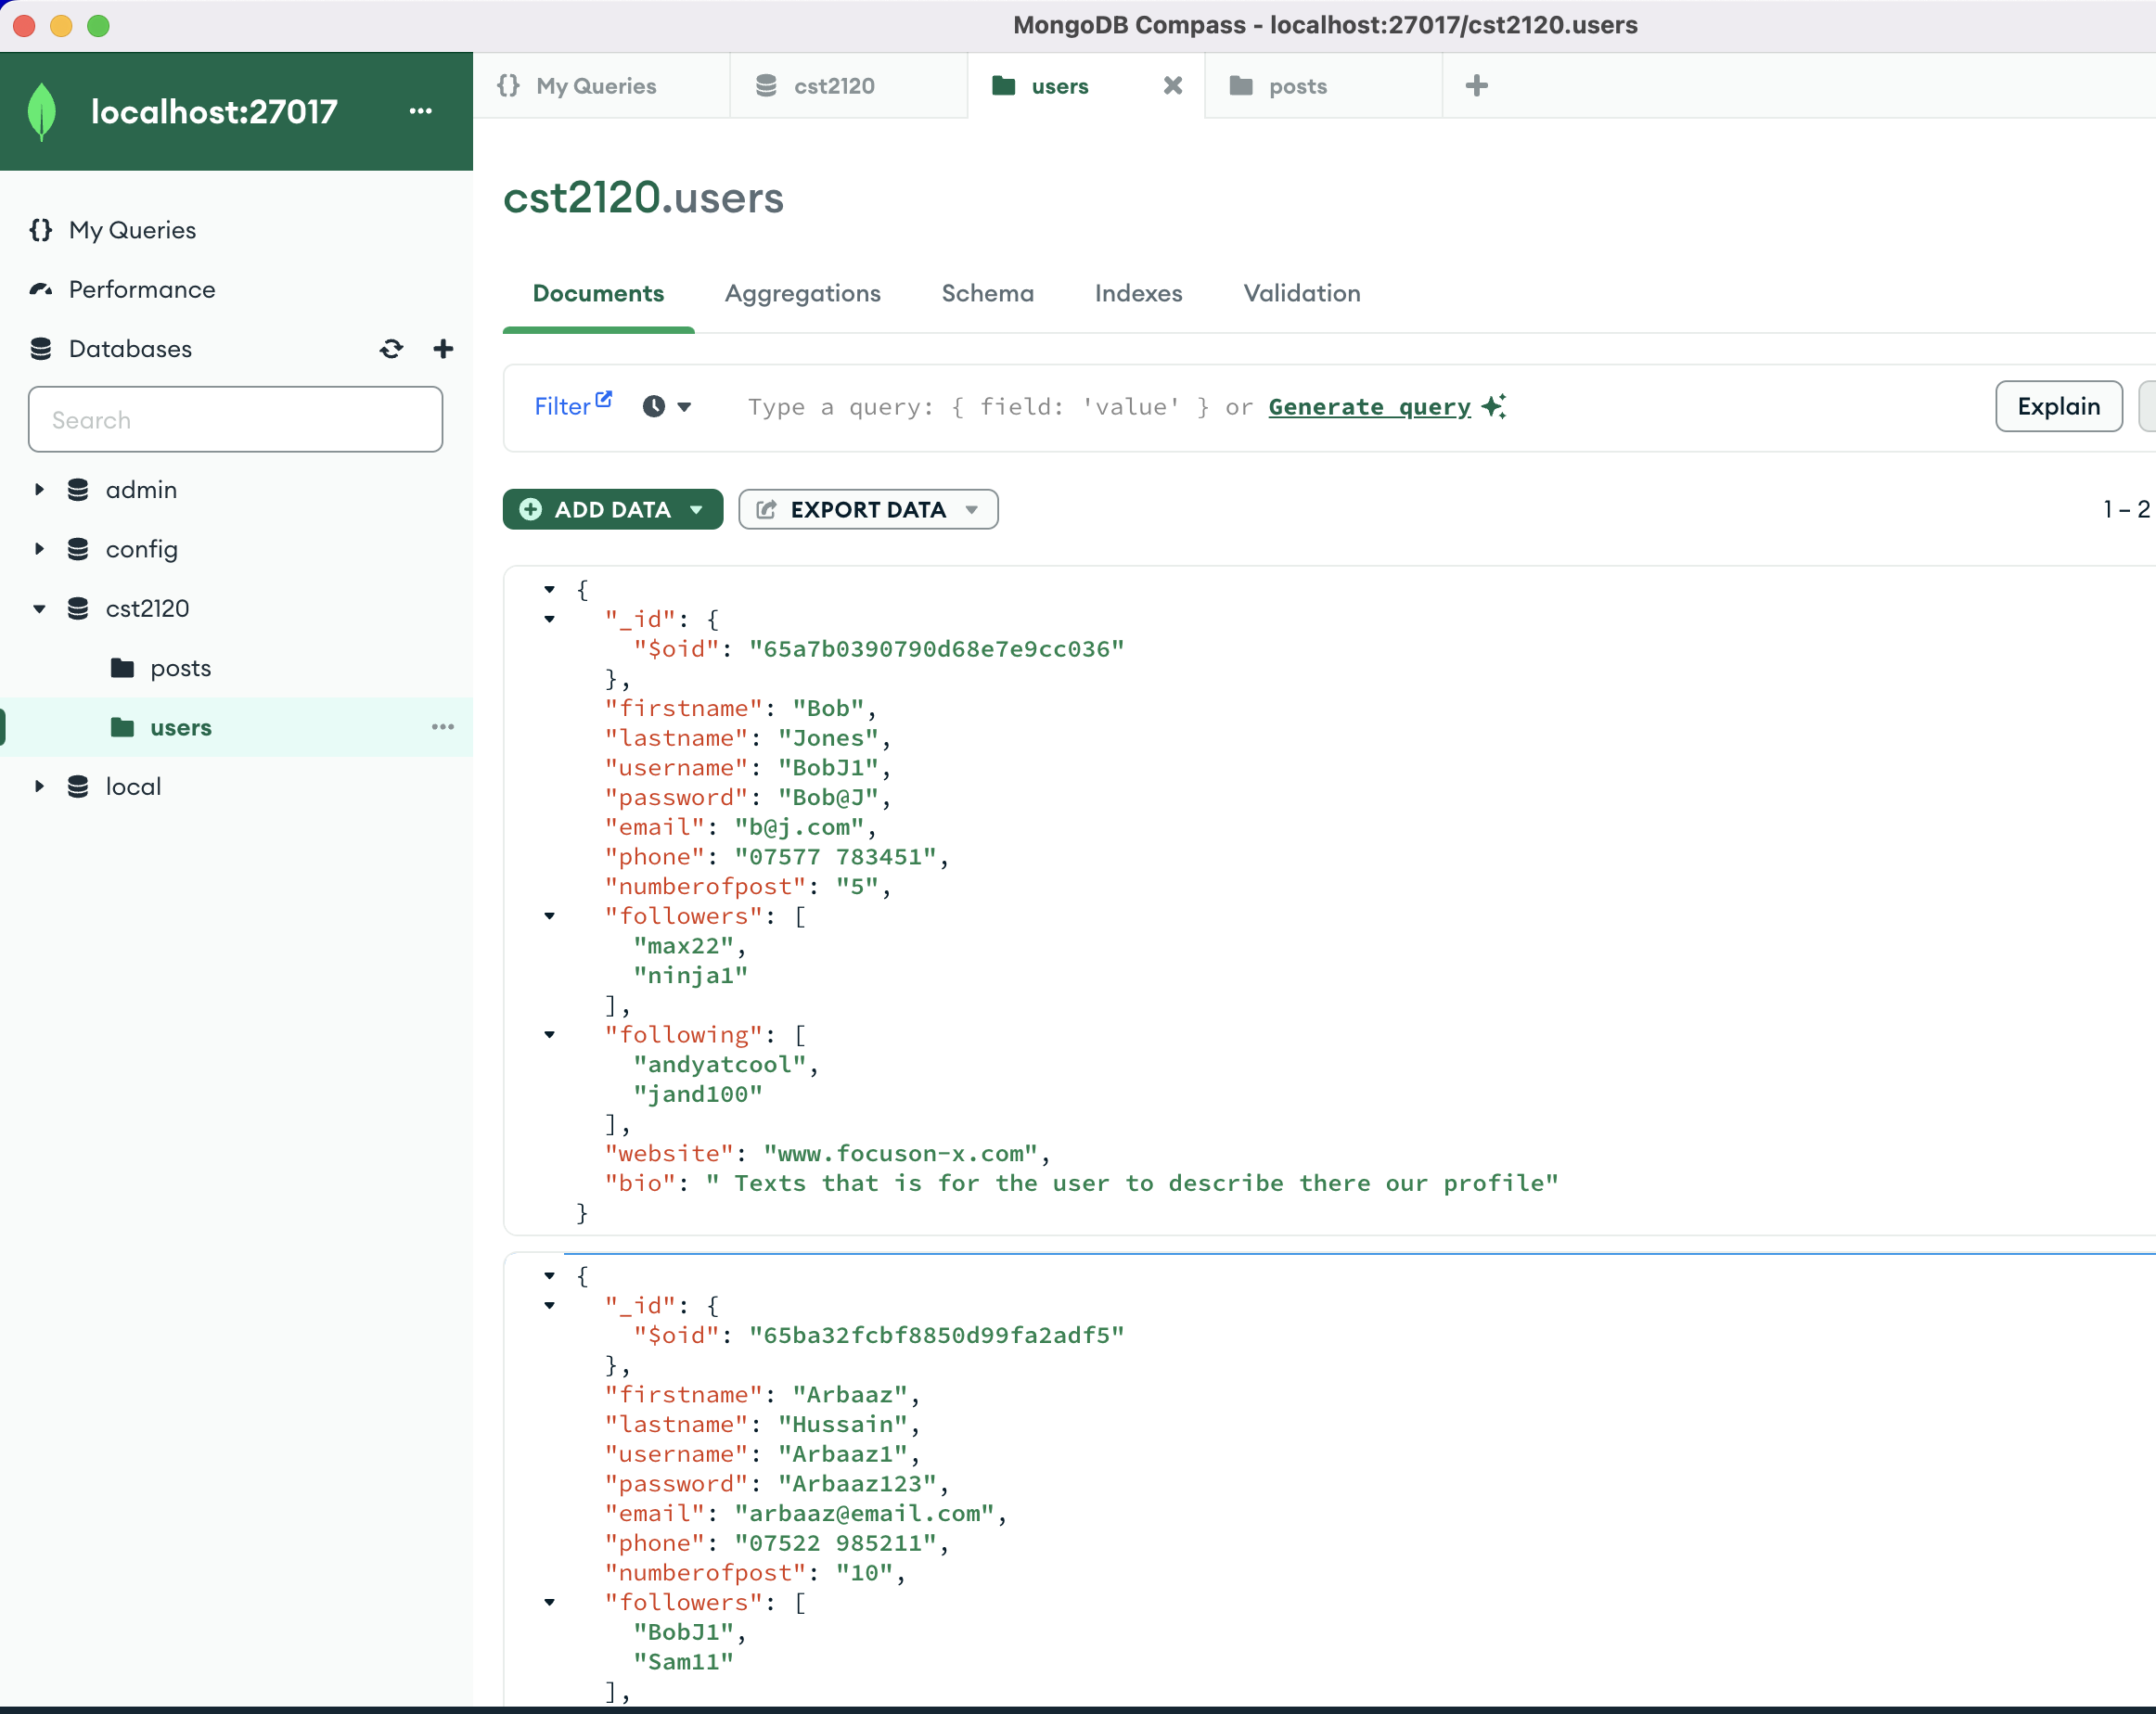 MongoDB Compass - localhost:27017/cst2120.users
localhost:27017
{} My Queries
cst2120
users
posts
My Queries
Performance
Databases
Search
admin
config
cst2120
posts
users
local
cst2120.users
Documents Aggregations Schema Indexes Validation
Filter Type a query: { field: 'value' } or Generate query Explain
ADD DATA EXPORT DATA 1 – 2
{
"_id": {
"$oid": "65a7b0390790d68e7e9cc036"
},
"firstname": "Bob",
"lastname": "Jones",
"username": "BobJ1",
"password": "Bob@J",
"email": "b@j.com",
"phone": "07577 783451",
"numberofpost": "5",
"followers": [
"max22",
"ninja1"
],
"following": [
"andyatcool",
"jand100"
],
"website": "www.focuson-x.com",
"bio": " Texts that is for the user to describe there our profile"
}
{
"_id": {
"$oid": "65ba32fcbf8850d99fa2adf5"
},
"firstname": "Arbaaz",
"lastname": "Hussain",
"username": "Arbaaz1",
"password": "Arbaaz123",
"email": "arbaaz@email.com",
"phone": "07522 985211",
"numberofpost": "10",
"followers": [
"BobJ1",
"Sam11"
],